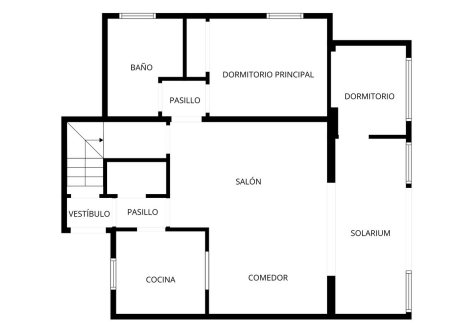 BAÑO
DORMITORIO PRINCIPAL
DORMITORIO
PASILLO
SALÓN
VESTÍBULO
PASILLO
SOLARIUM
COCINA
COMEDOR